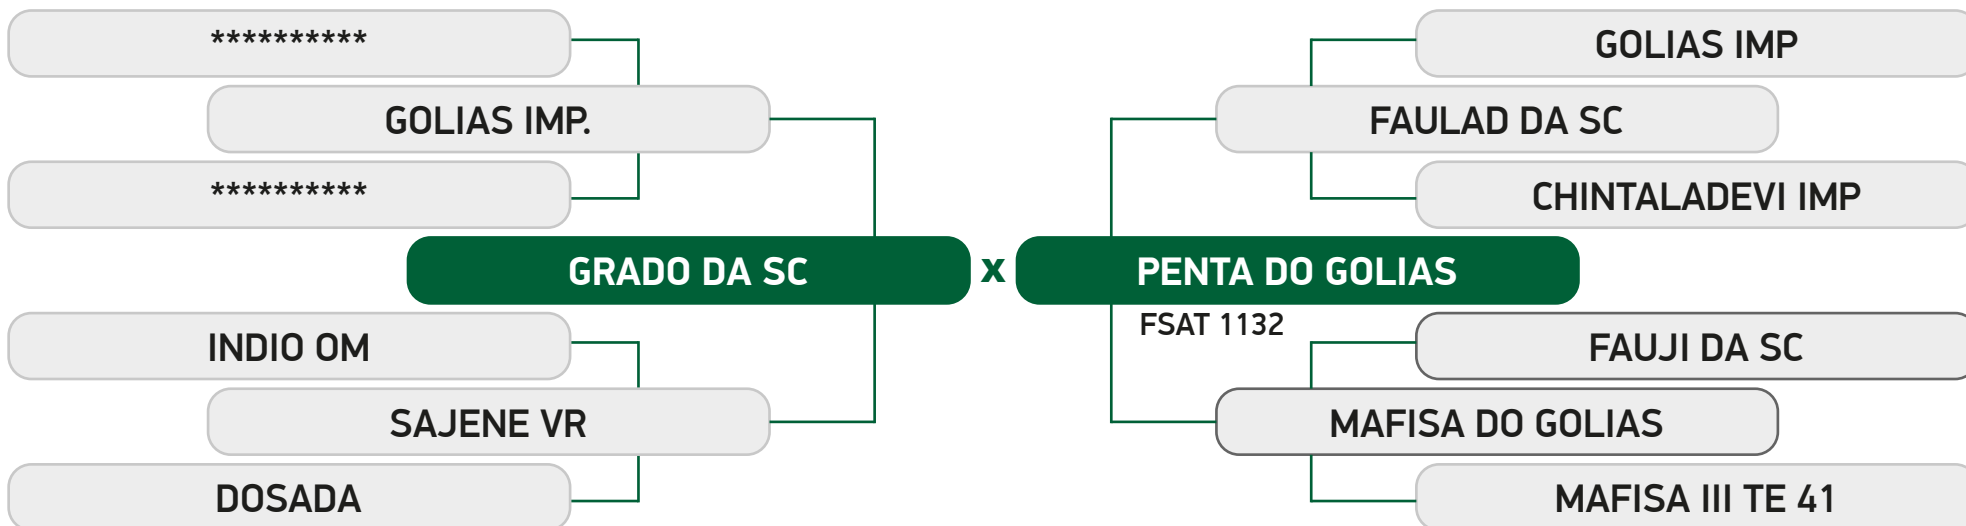 **********
GOLIAS IMP
GOLIAS IMP.
FAULAD DA SC
**********
CHINTALADEVI IMP
GRADO DA SC x PENTA DO GOLIAS
FSAT 1132
INDIO OM
FAUJI DA SC
SAJENE VR
MAFISA DO GOLIAS
DOSADA
MAFISA III TE 41